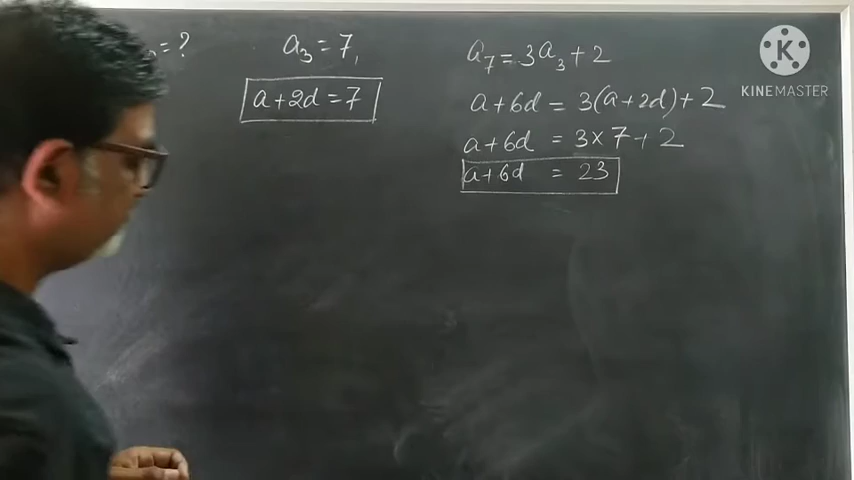 = ?
a₃ = 7,
a + 2d = 7
a₇ = 3a₃ + 2
a + 6d = 3(a + 2d) + 2
a + 6d = 3 × 7 + 2
a + 6d = 23
KINEMASTER